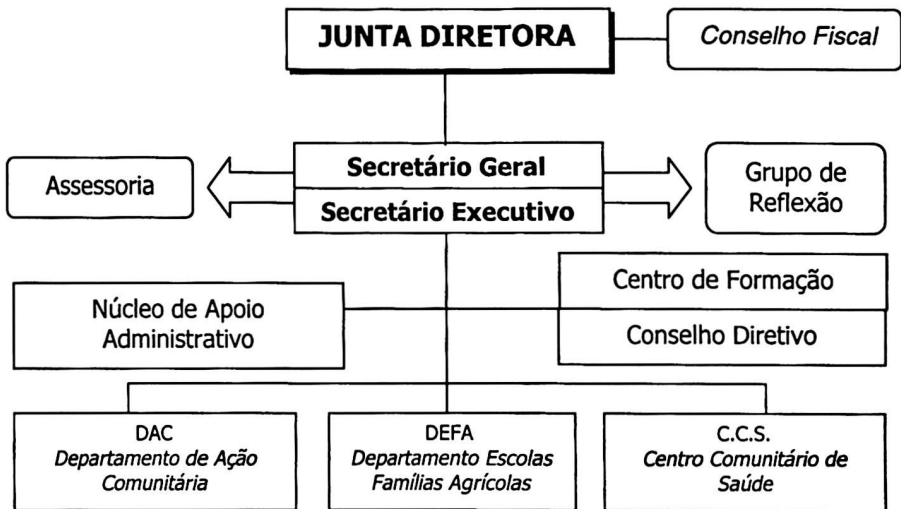 JUNTA DIRETORA
Conselho Fiscal
Assessoria
Secretário Geral
Secretário Executivo
Grupo de
Reflexão
Núcleo de Apoio
Administrativo
Centro de Formação
Conselho Diretivo
DAC
Departamento de Ação
Comunitária
DEFA
Departamento Escolas
Famílias Agrícolas
C.C.S.
Centro Comunitário de
Saúde